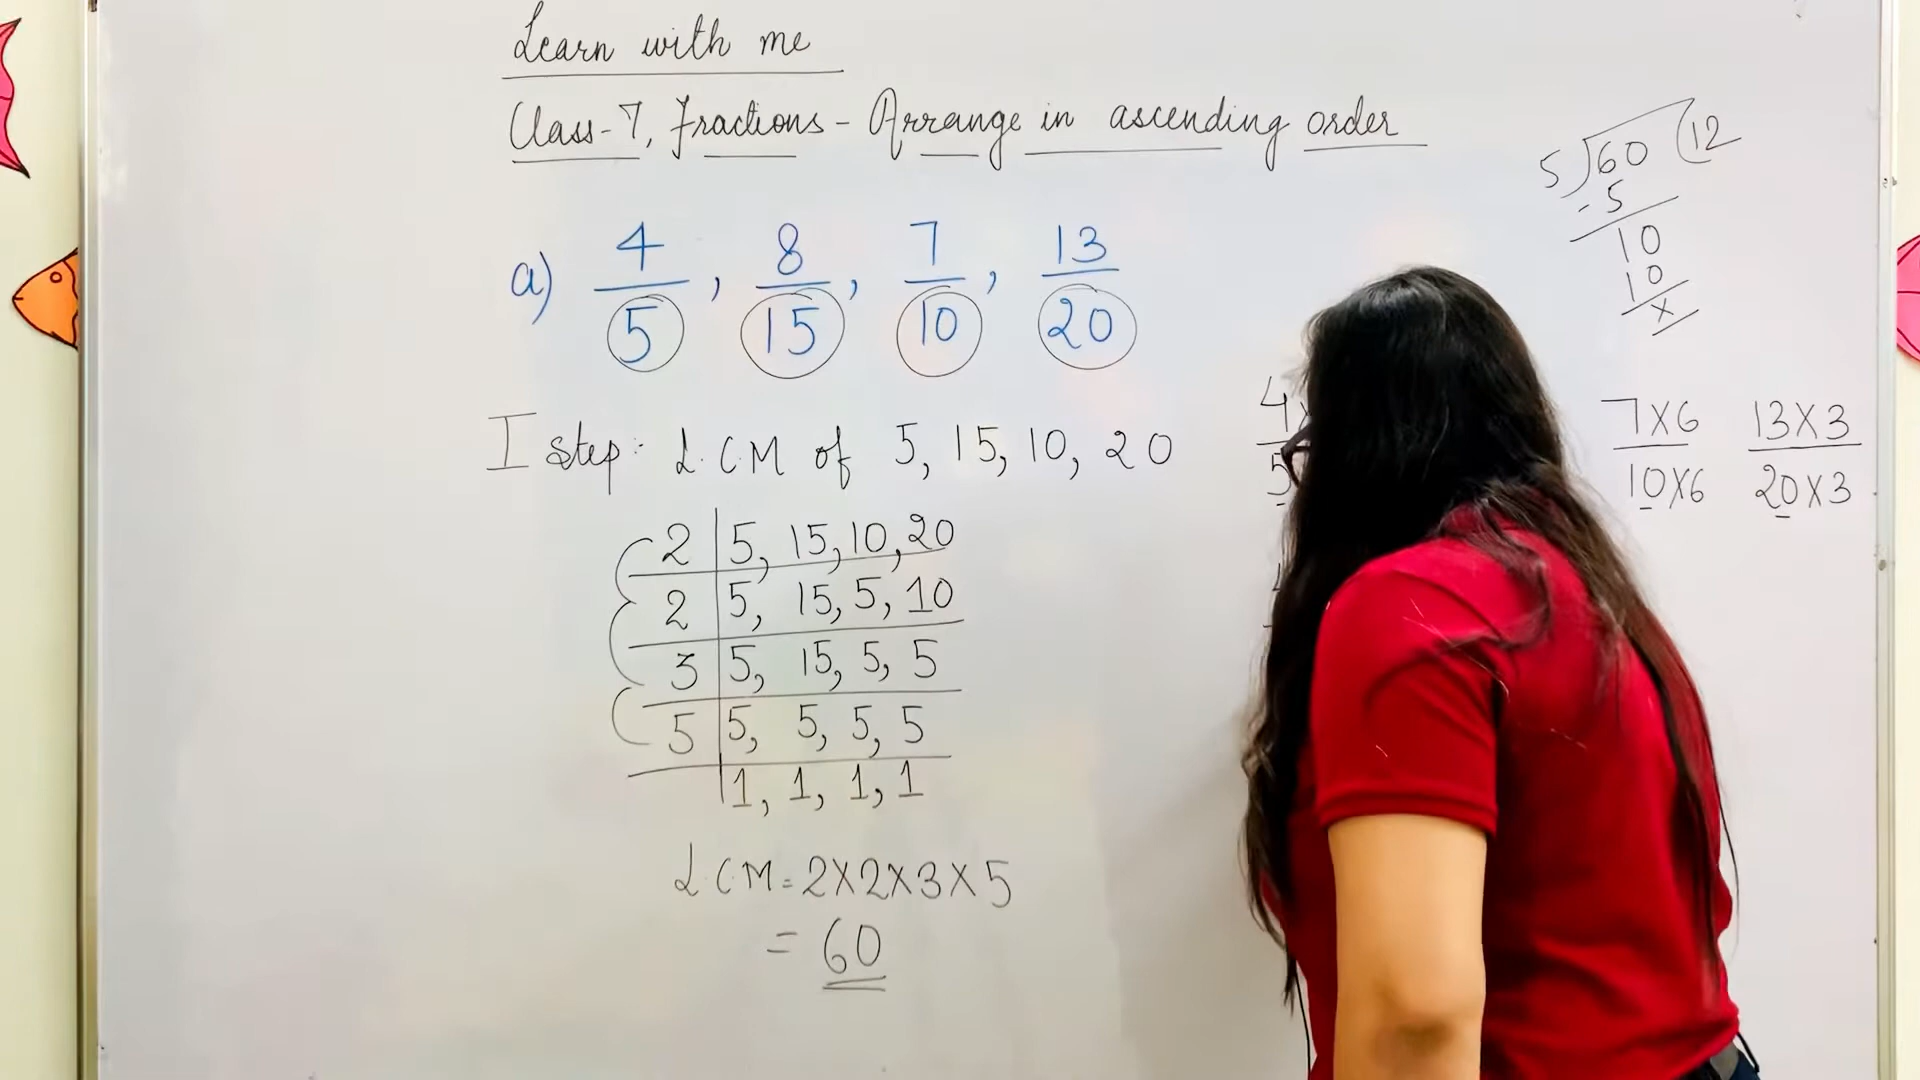 Learn with me
Class-7, Fractions - Arrange in ascending order
a) 4/5, 8/15, 7/10, 13/20
I step: L.C.M of 5, 15, 10, 20
2 | 5, 15, 10, 20
2 | 5, 15, 5, 10
3 | 5, 15, 5, 5
5 | 5, 5, 5, 5
1, 1, 1, 1
L.C.M = 2X2X3X5
= 60
5)60(12
-5
10
10
x
4 7X6 13X3
5 10X6 20X3